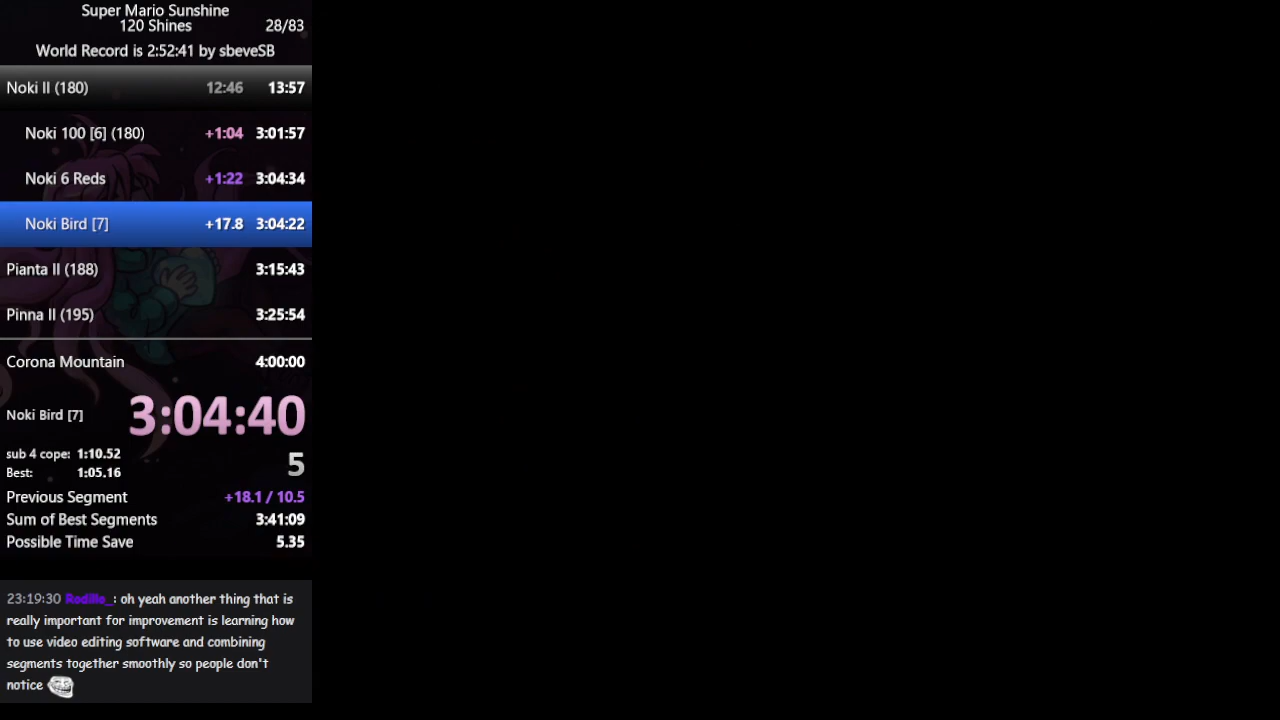 Super Mario Sunshine
120 Shines 28/83
World Record is 2:52:41 by sbeveSB
Noki II (180) 12:46 13:57
Noki 100 [6] (180) +1:04 3:01:57
Noki 6 Reds +1:22 3:04:34
Noki Bird [7] +17.8 3:04:22
Pianta II (188) 3:15:43
Pinna II (195) 3:25:54
Corona Mountain 4:00:00
Noki Bird [7] 3:04:40
sub 4 cope: 1:10.52
Best: 1:05.16 5
Previous Segment +18.1 / 10.5
Sum of Best Segments 3:41:09
Possible Time Save 5.35
23:19:30 Rodillo_: oh yeah another thing that is
really important for improvement is learning how
to use video editing software and combining
segments together smoothly so people don't
notice